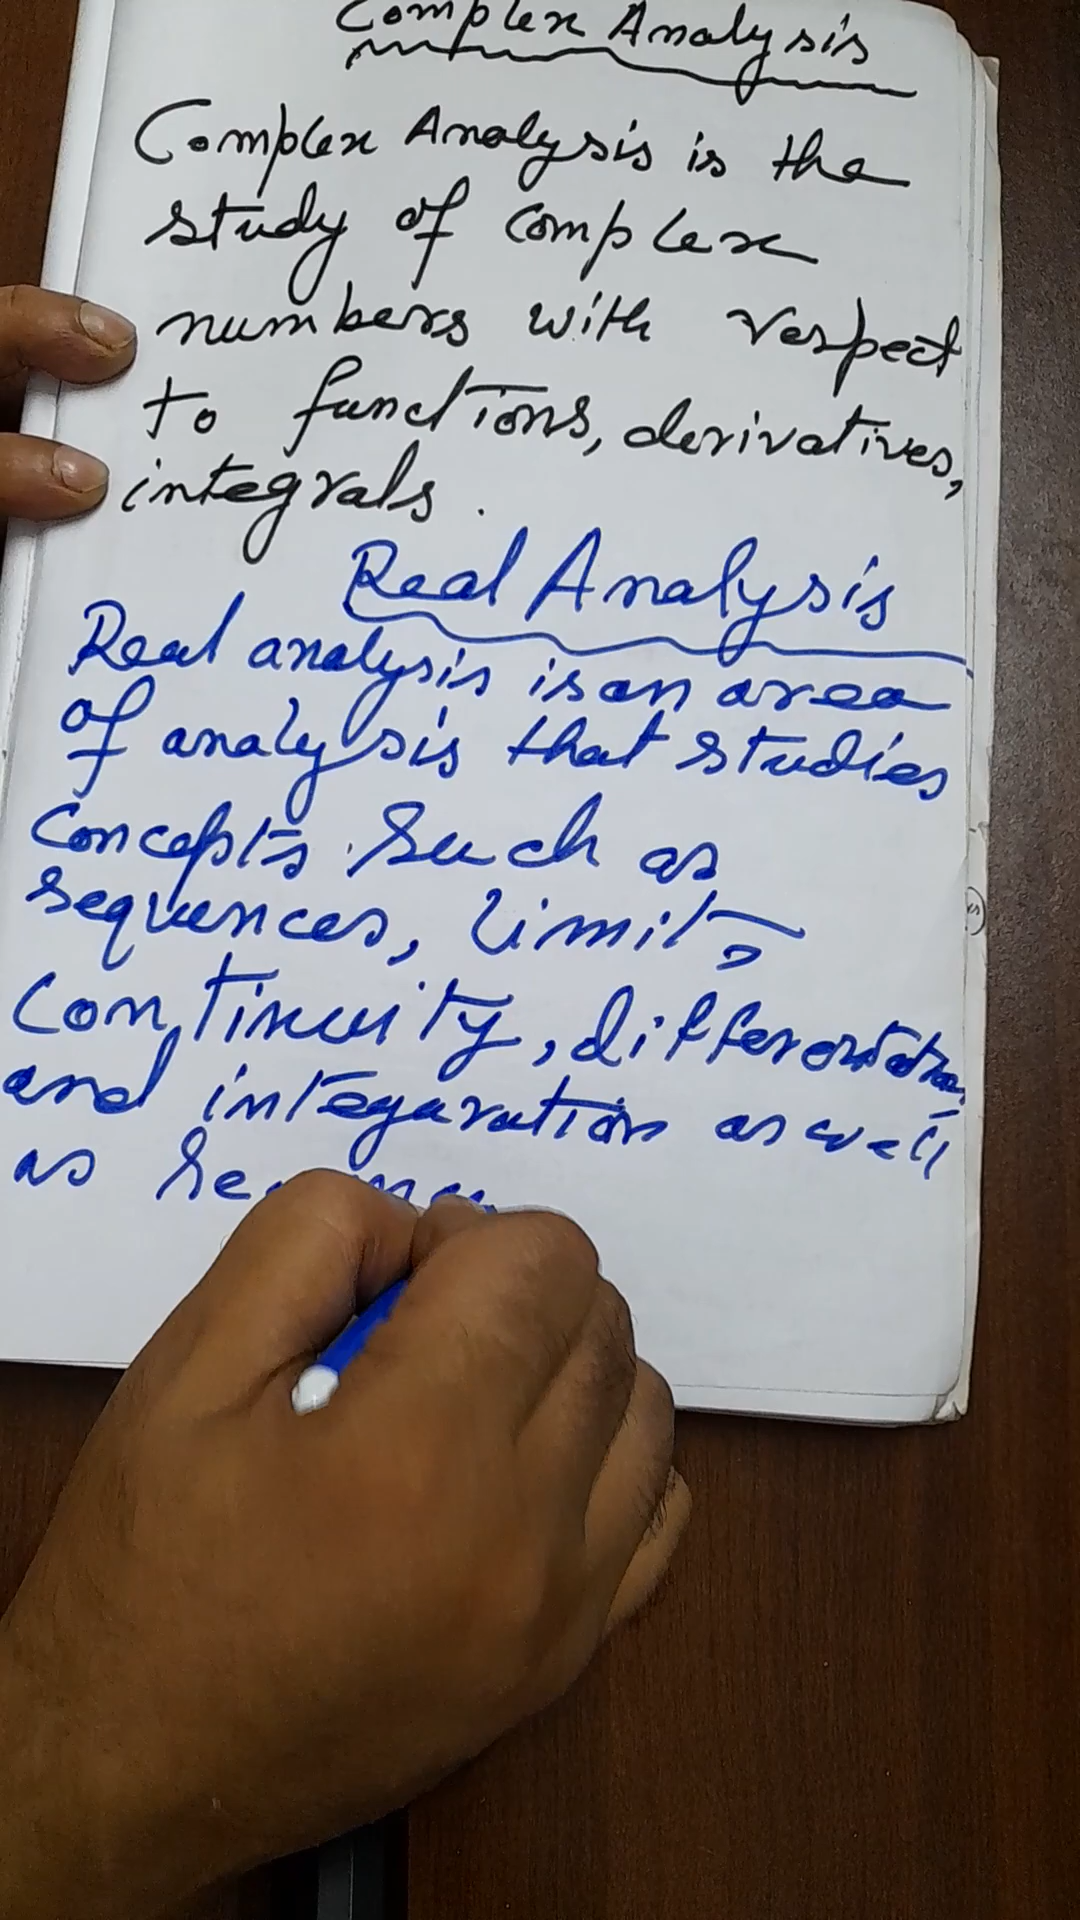 Complex Analysis
Complex Analysis is the
study of complex
numbers with respect
to functions, derivatives,
integrals.
Real Analysis
Real analysis is an area
of analysis that studies
Concepts such as
sequences, limits,
Continuity, differentiation,
and integaration as well
as